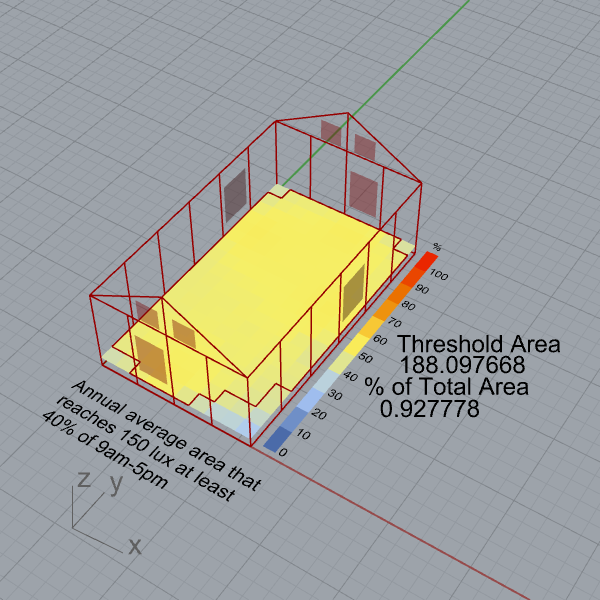 %
100
90
80
70
60
50
40
30
20
10
0
Threshold Area
188.097668
% of Total Area
0.927778
Annual average area that
reaches 150 lux at least
40% of 9am-5pm
z
y
x